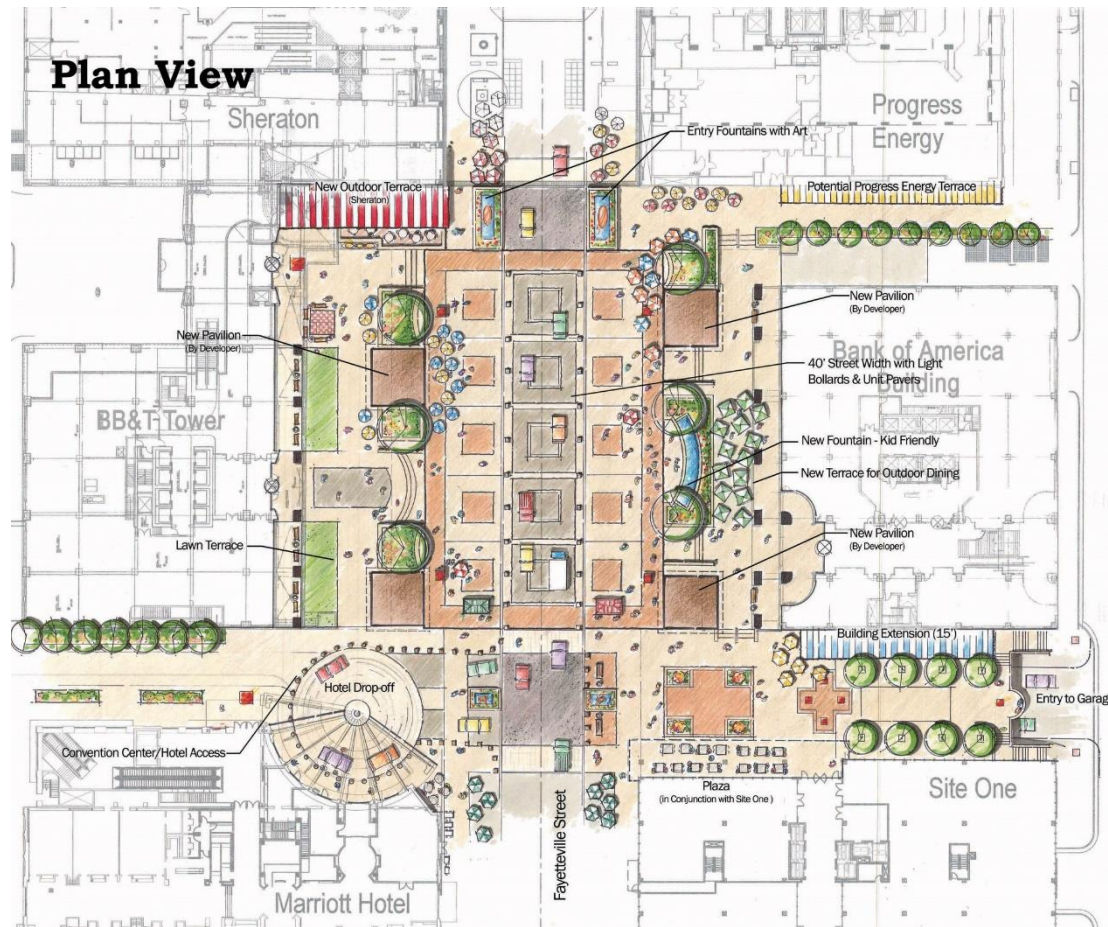 Plan View
Sheraton
Progress
Energy
Entry Fountains with Art
New Outdoor Terrace
(Sheraton)
Potential Progress Energy Terrace
New Pavilion
(By Developer)
New Pavilion
(By Developer)
Bank of America
Building
40' Street Width with Light
Bollards & Unit Pavers
BB&T Tower
New Fountain - Kid Friendly
New Terrace for Outdoor Dining
Lawn Terrace
New Pavilion
(By Developer)
Building Extension (15')
Hotel Drop-off
Entry to Garag
Convention Center/Hotel Access
Plaza
(in Conjunction with Site One )
Site One
Fayetteville Street
Marriott Hotel